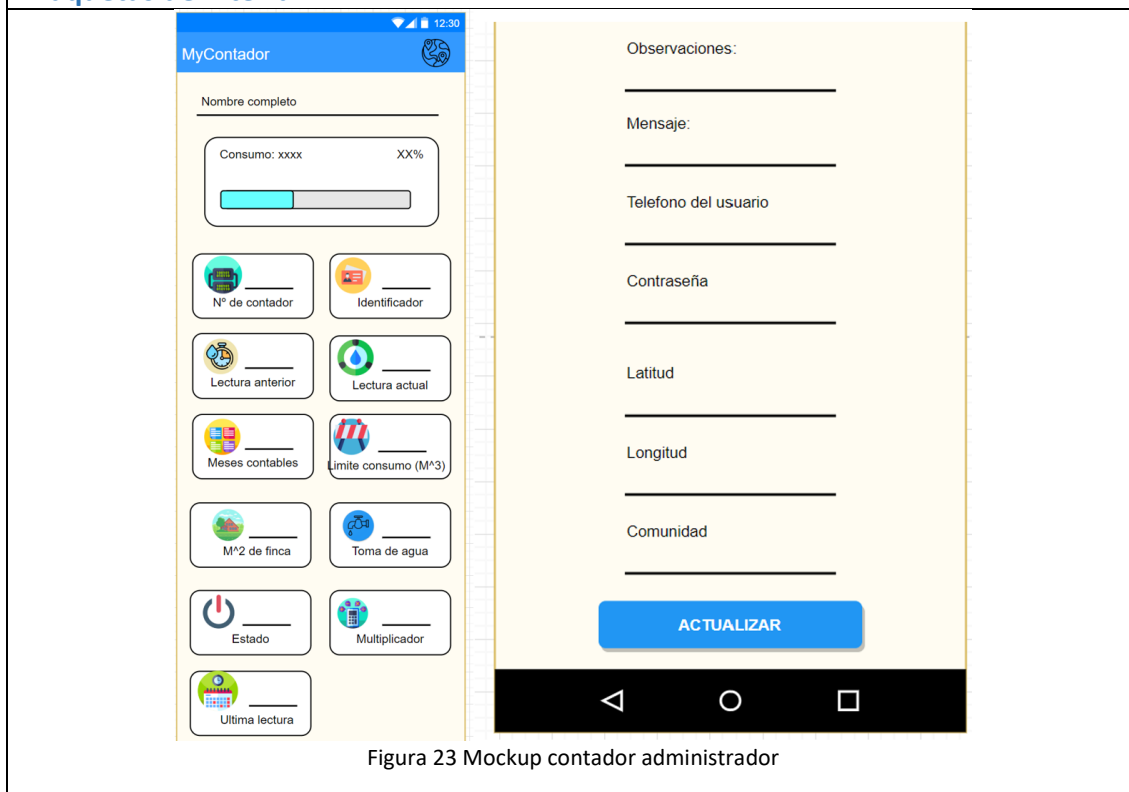 12:30
MyContador
Nombre completo
Consumo: xxxx XX%
Nº de contador Identificador
Lectura anterior Lectura actual
Meses contables Limite consumo (M^3)
M^2 de finca Toma de agua
Estado Multiplicador
Ultima lectura
Observaciones:
Mensaje:
Telefono del usuario
Contraseña
Latitud
Longitud
Comunidad
ACTUALIZAR
Figura 23 Mockup contador administrador